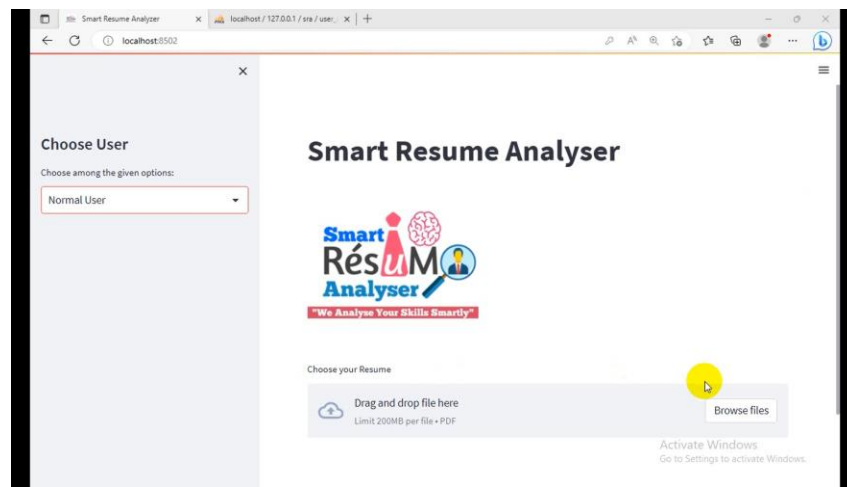 Smart Resume Analyzer
localhost / 127.0.0.1 / sra / user_
localhost:8502
Choose User
Choose among the given options:
Normal User
Smart Resume Analyser
Smart
RésuM
Analyser
"We Analyse Your Skills Smartly"
Choose your Resume
Drag and drop file here
Limit 200MB per file • PDF
Browse files
Activate Windows
Go to Settings to activate Windows.